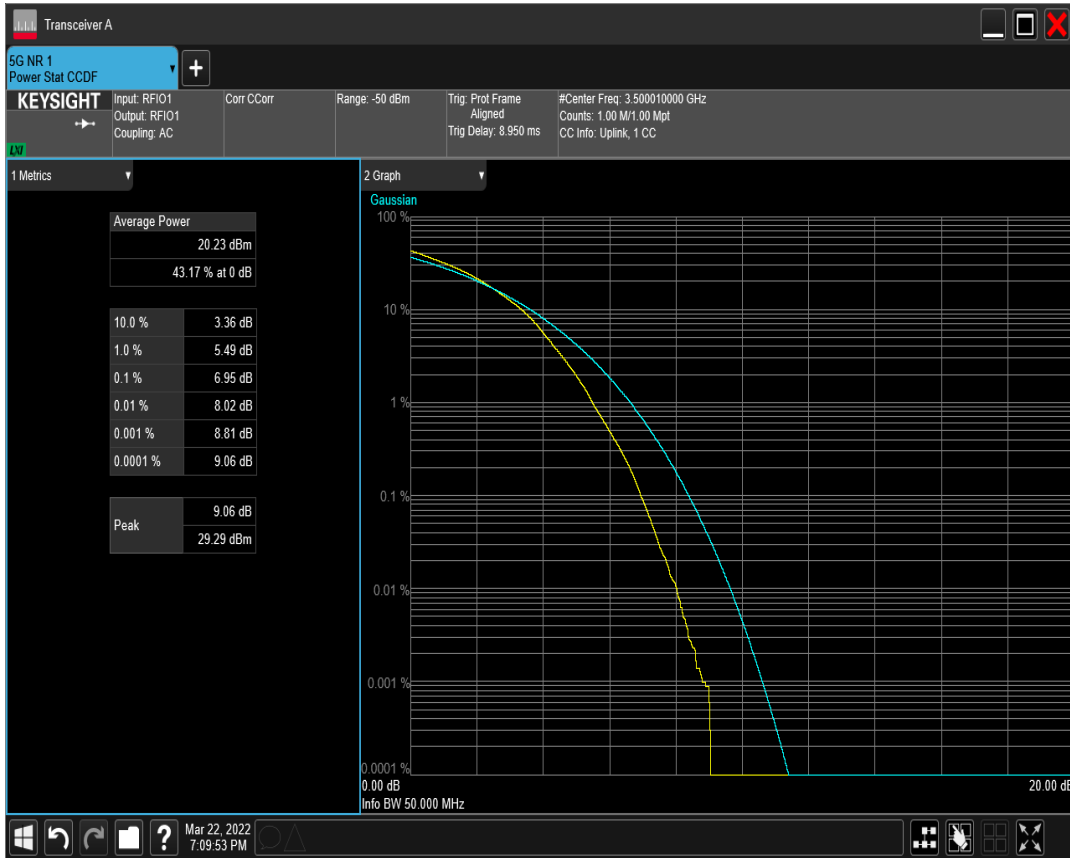 Transceiver A
5G NR 1
Power Stat CCDF
KEYSIGHT
LXI
Input: RFIO1
Output: RFIO1
Coupling: AC
Corr CCorr
Range: -50 dBm
Trig: Prot Frame
Aligned
Trig Delay: 8.950 ms
#Center Freq: 3.500010000 GHz
Counts: 1.00 M/1.00 Mpt
CC Info: Uplink, 1 CC
1 Metrics
Average Power
20.23 dBm
43.17 % at 0 dB
10.0 % 3.36 dB
1.0 % 5.49 dB
0.1 % 6.95 dB
0.01 % 8.02 dB
0.001 % 8.81 dB
0.0001 % 9.06 dB
Peak 9.06 dB
29.29 dBm
2 Graph
Gaussian
100 %
10 %
1 %
0.1 %
0.01 %
0.001 %
0.0001 %
0.00 dB 20.00 dB
Info BW 50.000 MHz
? Mar 22, 2022
7:09:53 PM